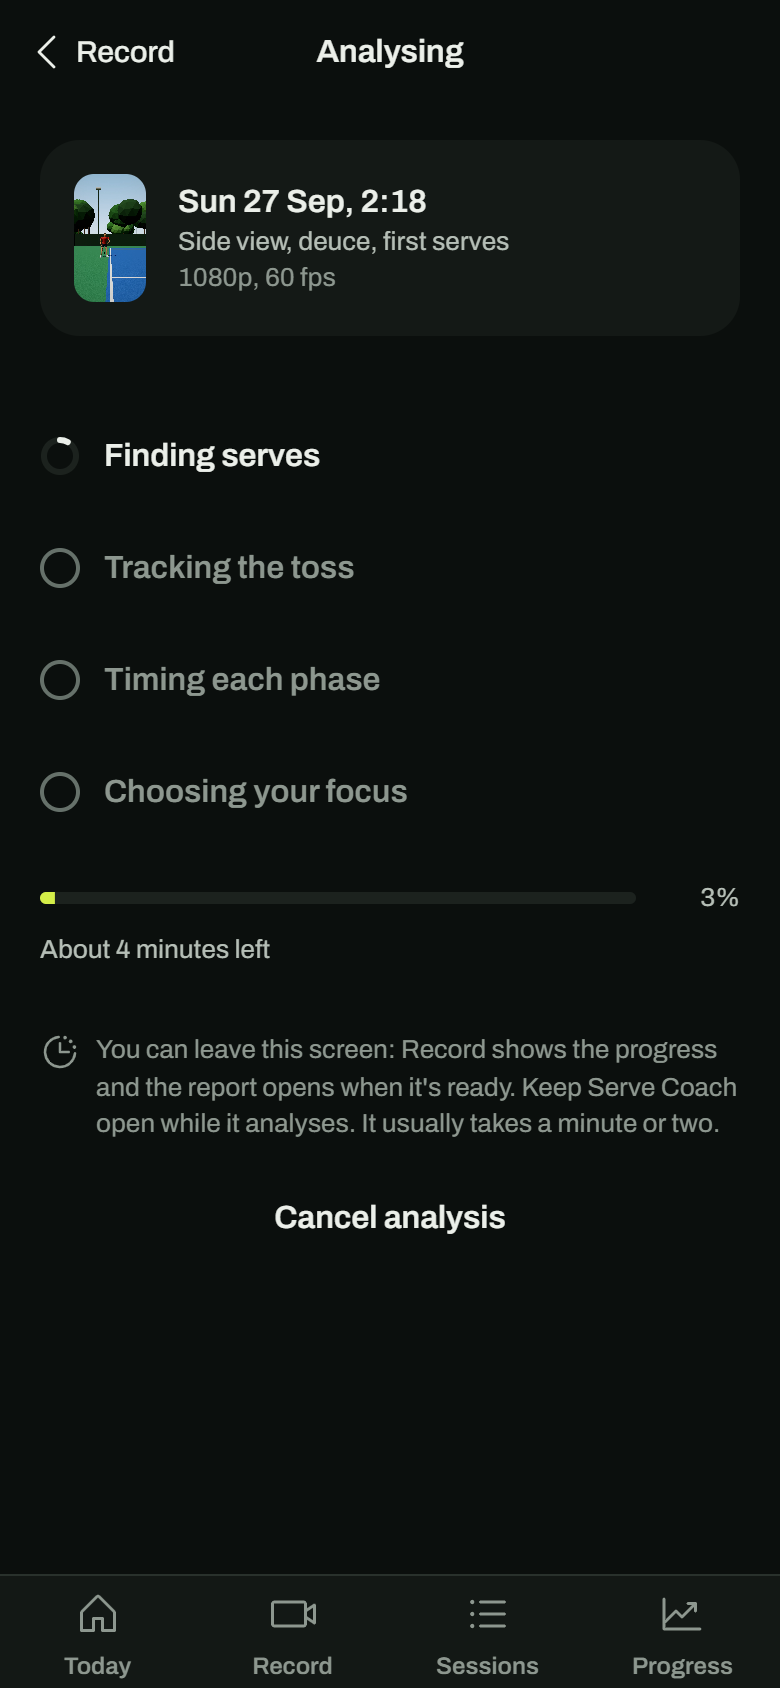 Record
Analysing
Sun 27 Sep, 2:18
Side view, deuce, first serves
1080p, 60 fps
Finding serves
Tracking the toss
Timing each phase
Choosing your focus
3%
About 4 minutes left
You can leave this screen: Record shows the progress
and the report opens when it's ready. Keep Serve Coach
open while it analyses. It usually takes a minute or two.
Cancel analysis
Today
Record
Sessions
Progress